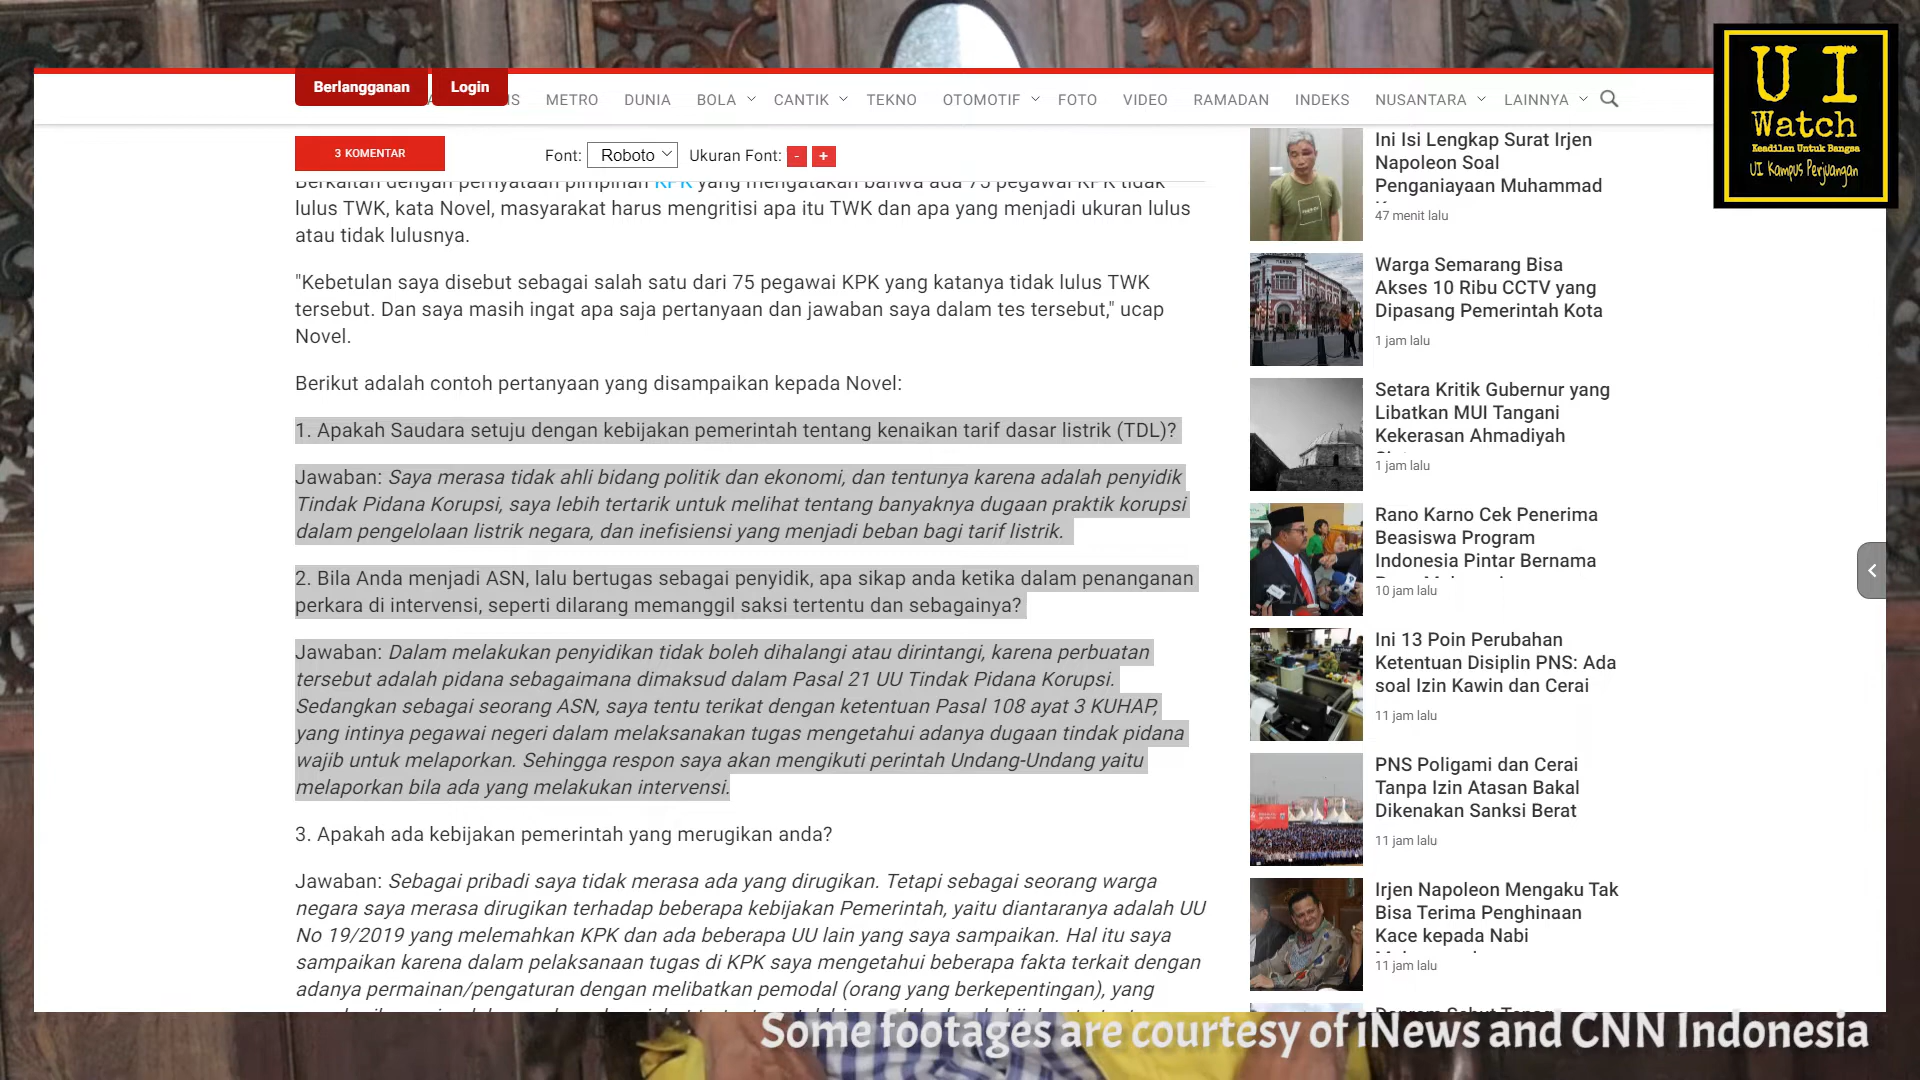 Berlangganan
Login
METRO
DUNIA
BOLA
CANTIK
TEKNO
OTOMOTIF
FOTO
VIDEO
RAMADAN
INDEKS
NUSANTARA
LAINNYA
UI
Watch
Keadilan Untuk Bangsa
UI Kampus Perjuangan
3 KOMENTAR
Font: Roboto
Ukuran Font: - +
Berkaitan dengan pernyataan pimpinan KPK yang mengatakan bahwa ada 75 pegawai KPK tidak
lulus TWK, kata Novel, masyarakat harus mengritisi apa itu TWK dan apa yang menjadi ukuran lulus
atau tidak lulusnya.
"Kebetulan saya disebut sebagai salah satu dari 75 pegawai KPK yang katanya tidak lulus TWK
tersebut. Dan saya masih ingat apa saja pertanyaan dan jawaban saya dalam tes tersebut," ucap
Novel.
Berikut adalah contoh pertanyaan yang disampaikan kepada Novel:
1. Apakah Saudara setuju dengan kebijakan pemerintah tentang kenaikan tarif dasar listrik (TDL)?
Jawaban: Saya merasa tidak ahli bidang politik dan ekonomi, dan tentunya karena adalah penyidik
Tindak Pidana Korupsi, saya lebih tertarik untuk melihat tentang banyaknya dugaan praktik korupsi
dalam pengelolaan listrik negara, dan inefisiensi yang menjadi beban bagi tarif listrik.
2. Bila Anda menjadi ASN, lalu bertugas sebagai penyidik, apa sikap anda ketika dalam penanganan
perkara di intervensi, seperti dilarang memanggil saksi tertentu dan sebagainya?
Jawaban: Dalam melakukan penyidikan tidak boleh dihalangi atau dirintangi, karena perbuatan
tersebut adalah pidana sebagaimana dimaksud dalam Pasal 21 UU Tindak Pidana Korupsi.
Sedangkan sebagai seorang ASN, saya tentu terikat dengan ketentuan Pasal 108 ayat 3 KUHAP,
yang intinya pegawai negeri dalam melaksanakan tugas mengetahui adanya dugaan tindak pidana
wajib untuk melaporkan. Sehingga respon saya akan mengikuti perintah Undang-Undang yaitu
melaporkan bila ada yang melakukan intervensi.
3. Apakah ada kebijakan pemerintah yang merugikan anda?
Jawaban: Sebagai pribadi saya tidak merasa ada yang dirugikan. Tetapi sebagai seorang warga
negara saya merasa dirugikan terhadap beberapa kebijakan Pemerintah, yaitu diantaranya adalah UU
No 19/2019 yang melemahkan KPK dan ada beberapa UU lain yang saya sampaikan. Hal itu saya
sampaikan karena dalam pelaksanaan tugas di KPK saya mengetahui beberapa fakta terkait dengan
adanya permainan/pengaturan dengan melibatkan pemodal (orang yang berkepentingan), yang
Ini Isi Lengkap Surat Irjen
Napoleon Soal
Penganiayaan Muhammad
47 menit lalu
Warga Semarang Bisa
Akses 10 Ribu CCTV yang
Dipasang Pemerintah Kota
1 jam lalu
Setara Kritik Gubernur yang
Libatkan MUI Tangani
Kekerasan Ahmadiyah
1 jam lalu
Rano Karno Cek Penerima
Beasiswa Program
Indonesia Pintar Bernama
10 jam lalu
Ini 13 Poin Perubahan
Ketentuan Disiplin PNS: Ada
soal Izin Kawin dan Cerai
11 jam lalu
PNS Poligami dan Cerai
Tanpa Izin Atasan Bakal
Dikenakan Sanksi Berat
11 jam lalu
Irjen Napoleon Mengaku Tak
Bisa Terima Penghinaan
Kace kepada Nabi
11 jam lalu
Some footages are courtesy of iNews and CNN Indonesia